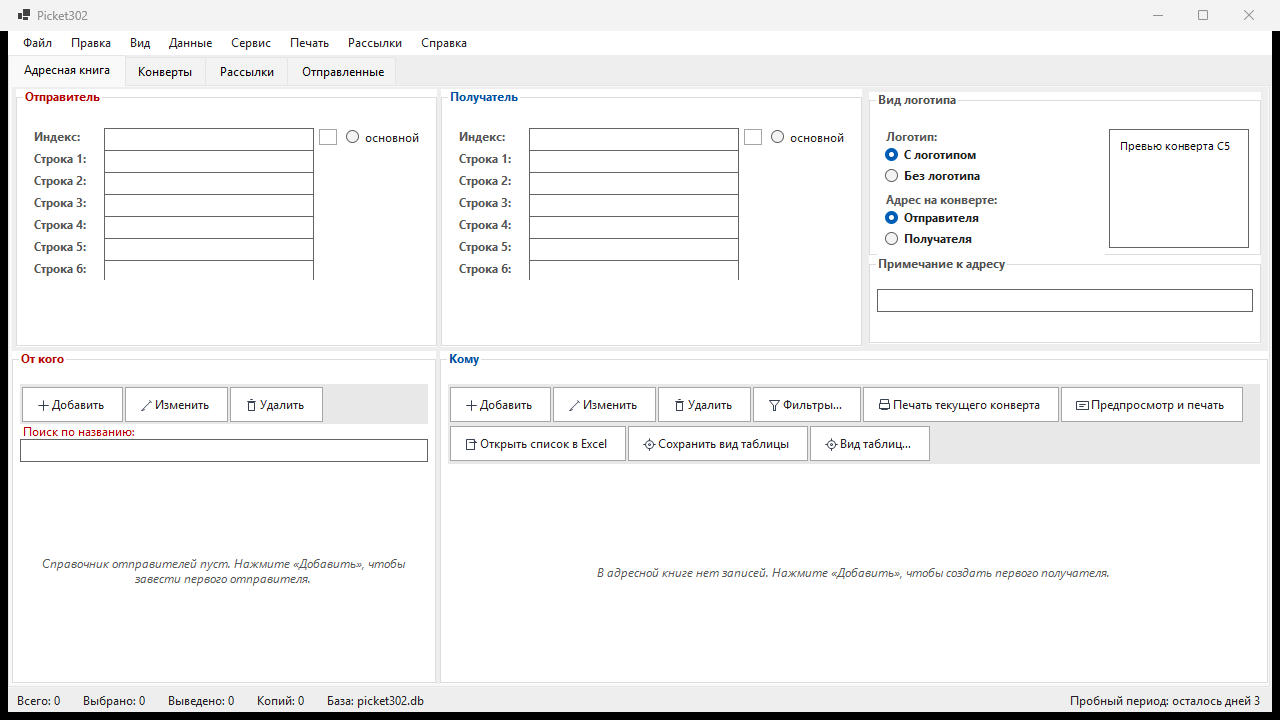 Picket302
Файл Правка Вид Данные Сервис Печать Рассылки Справка
Адресная книга Конверты Рассылки Отправленные
Отправитель
Индекс: основной
Строка 1:
Строка 2:
Строка 3:
Строка 4:
Строка 5:
Строка 6:
Получатель
Индекс: основной
Строка 1:
Строка 2:
Строка 3:
Строка 4:
Строка 5:
Строка 6:
Вид логотипа
Логотип:
С логотипом
Без логотипа
Адрес на конверте:
Отправителя
Получателя
Превью конверта C5
Примечание к адресу
От кого
Добавить Изменить Удалить
Поиск по названию:
Справочник отправителей пуст. Нажмите «Добавить», чтобы
завести первого отправителя.
Кому
Добавить Изменить Удалить Фильтры... Печать текущего конверта Предпросмотр и печать
Открыть список в Excel Сохранить вид таблицы Вид таблиц...
В адресной книге нет записей. Нажмите «Добавить», чтобы создать первого получателя.
Всего: 0 Выбрано: 0 Выведено: 0 Копий: 0 База: picket302.db Пробный период: осталось дней 3